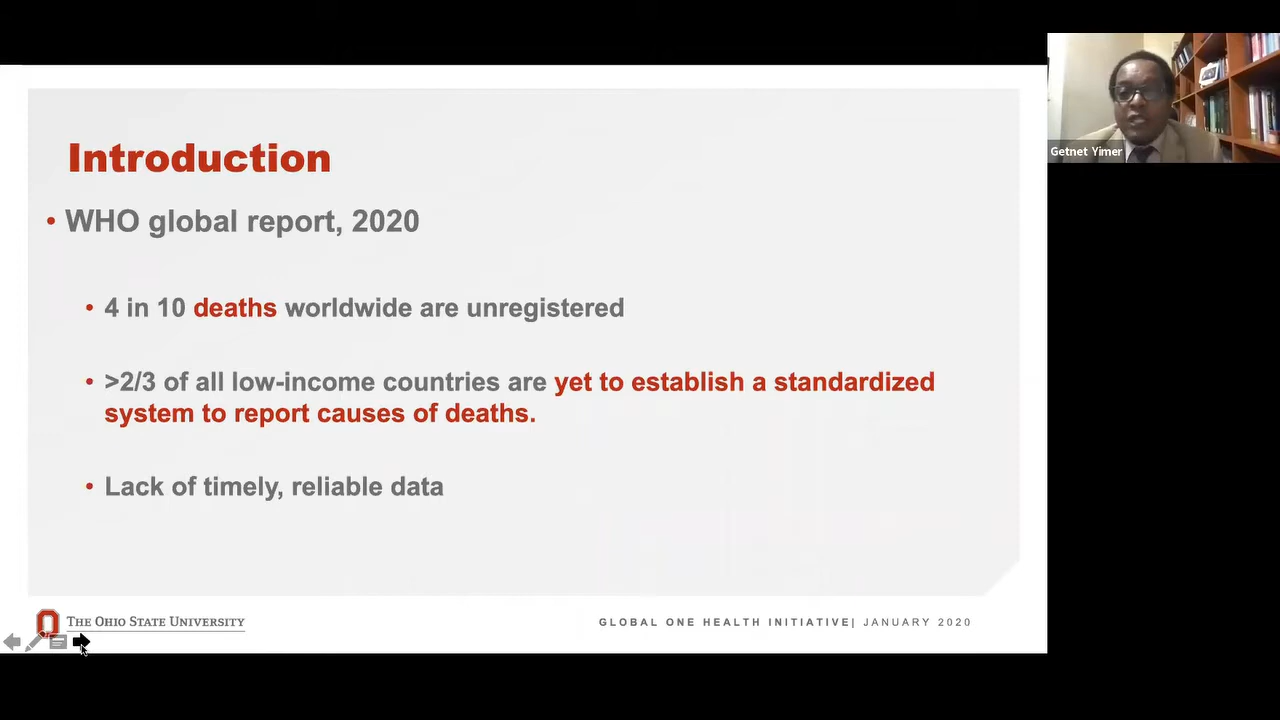 Introduction
• WHO global report, 2020
• 4 in 10 deaths worldwide are unregistered
• >2/3 of all low-income countries are yet to establish a standardized
system to report causes of deaths.
• Lack of timely, reliable data
THE OHIO STATE UNIVERSITY
GLOBAL ONE HEALTH INITIATIVE| JANUARY 2020
Getnet Yimer